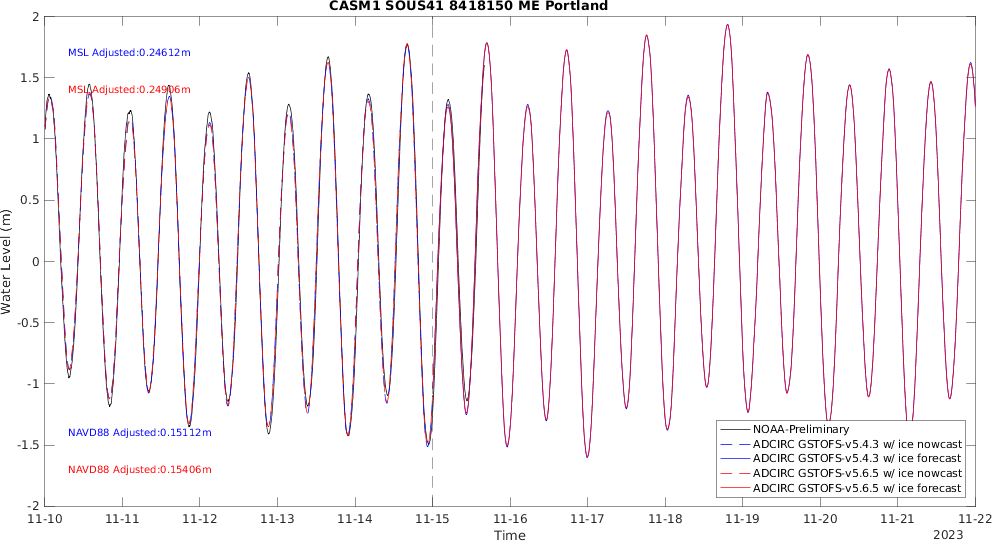 CASM1 SOUS41 8418150 ME Portland
2
1.5
1
0.5
0
-0.5
-1
-1.5
-2
Water Level (m)
MSL Adjusted:0.24612m
MSL Adjusted:0.24906m
NAVD88 Adjusted:0.15112m
NAVD88 Adjusted:0.15406m
NOAA-Preliminary
ADCIRC GSTOFS-v5.4.3 w/ ice nowcast
ADCIRC GSTOFS-v5.4.3 w/ ice forecast
ADCIRC GSTOFS-v5.6.5 w/ ice nowcast
ADCIRC GSTOFS-v5.6.5 w/ ice forecast
11-10 11-11 11-12 11-13 11-14 11-15 11-16 11-17 11-18 11-19 11-20 11-21 11-22
Time
2023